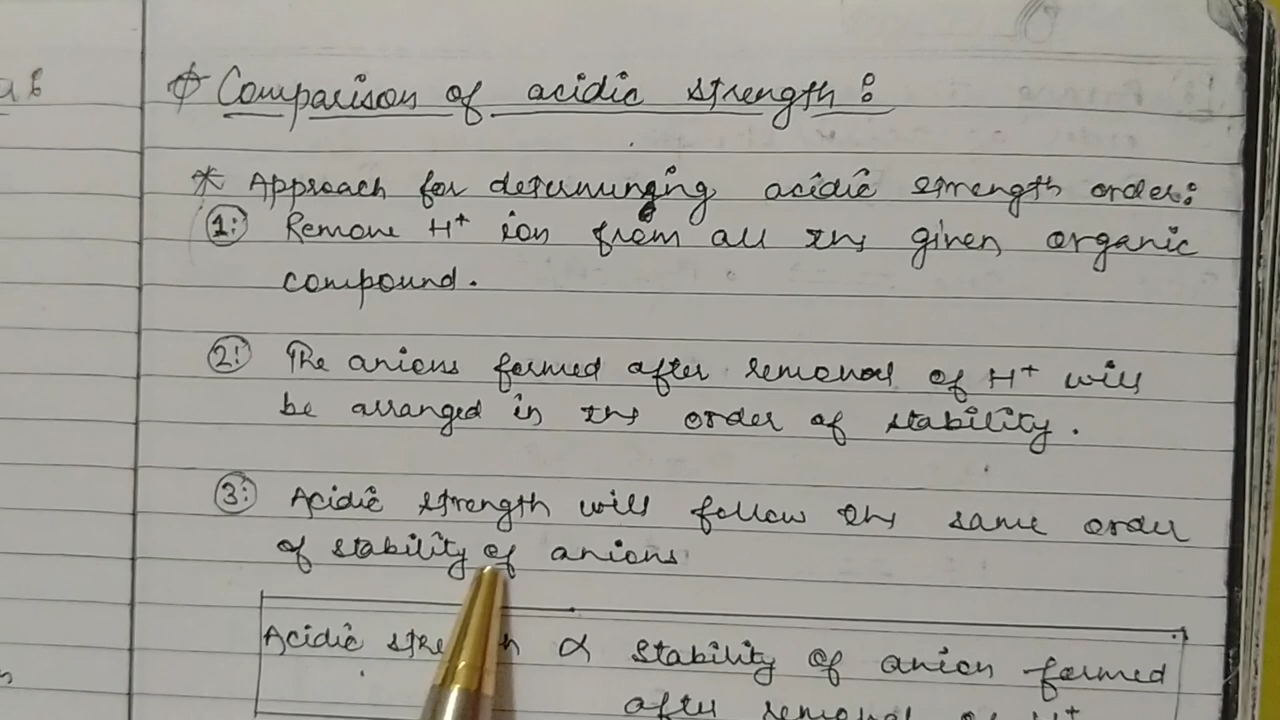 Comparison of acidic strength:
* Approach for determining acidic strength order:
1: Remove H⁺ ion from all the given organic
compound.
2: The anions formed after removal of H⁺ will
be arranged in the order of stability.
3: Acidic strength will follow the same order
of stability of anions
Acidic ∝ stability of anion formed
after removal of H⁺